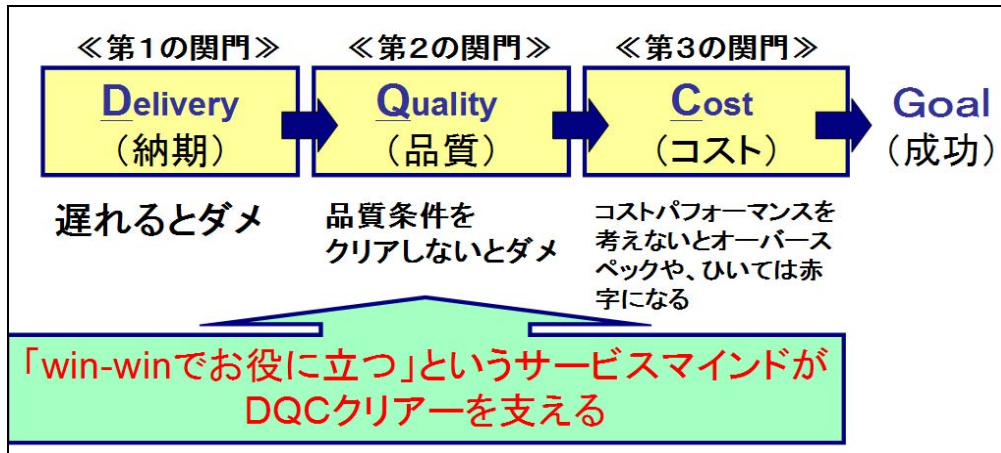 ≪第1の関門≫
Delivery
(納期)
遅れるとダメ
≪第2の関門≫
Quality
(品質)
品質条件を
クリアしないとダメ
≪第3の関門≫
Cost
(コスト)
コストパフォーマンスを
考えないとオーバース
ペックや、ひいては赤
字になる
Goal
(成功)
「win-winでお役に立つ」というサービスマインドが
DQCクリアーを支える